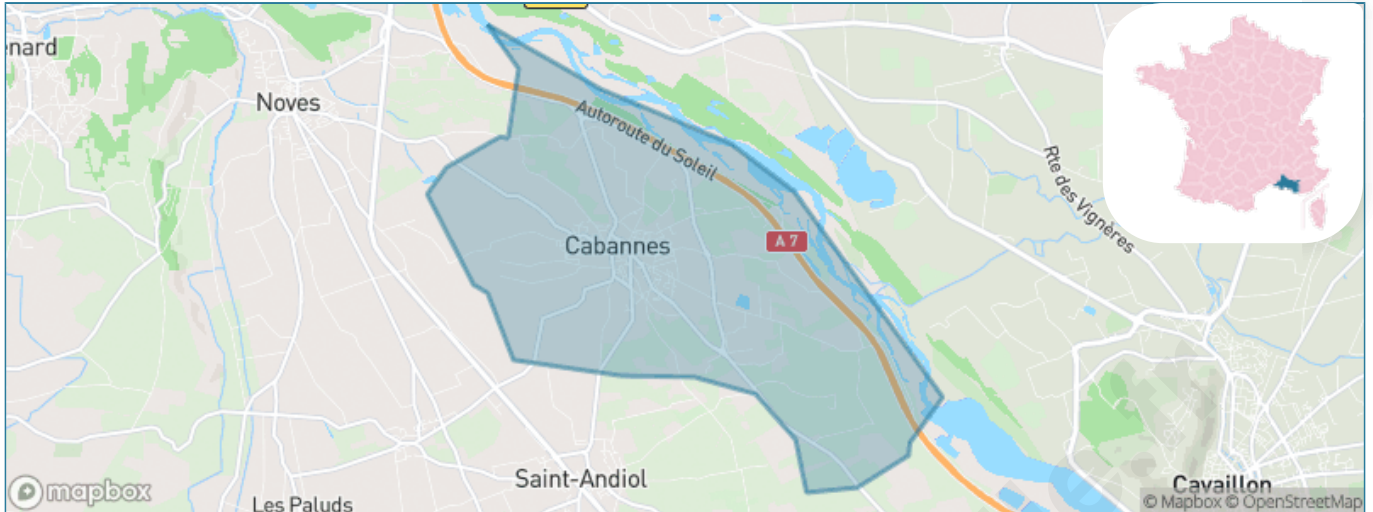 enard
Noves
Autoroute du Soleil
Rte des Vignères
Cabannes
A 7
Saint-Andiol
Cavaillon
mapbox
Les Paluds
© Mapbox © OpenStreetMap